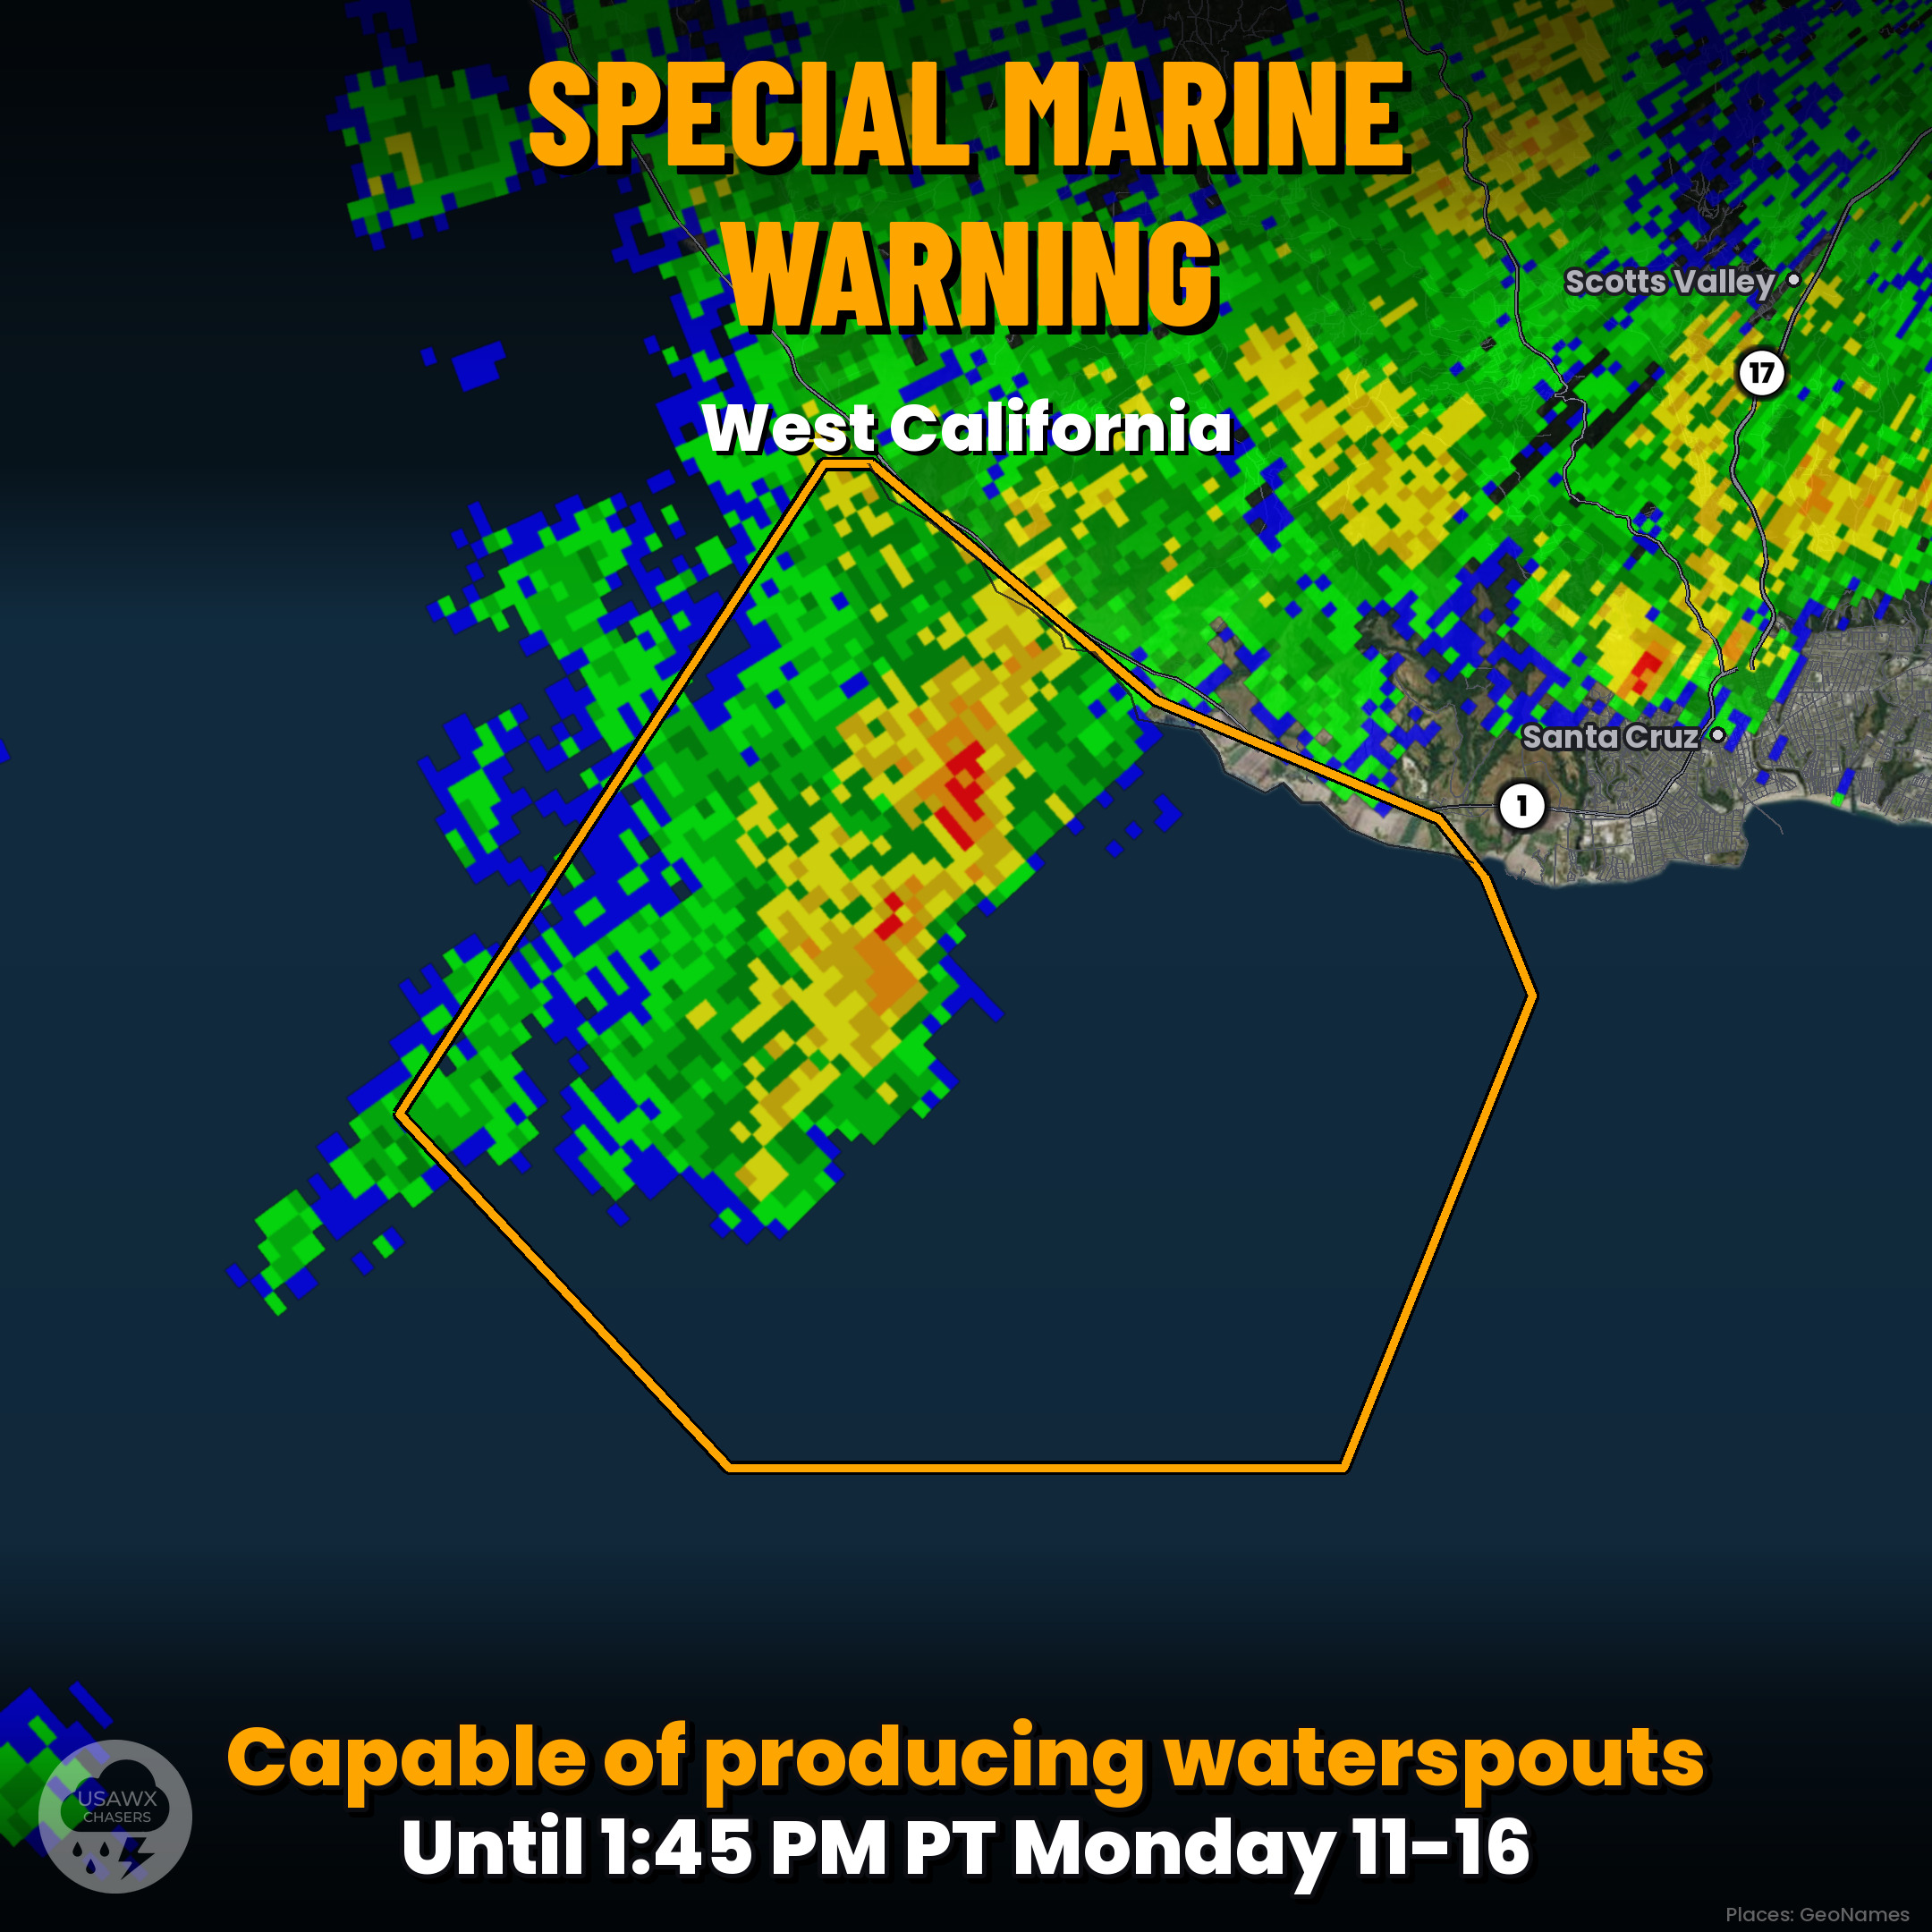 SPECIAL MARINE
WARNING
Scotts Valley
17
West California
Santa Cruz
1
Capable of producing waterspouts
USAWX
CHASERS
Until 1:45 PM PT Monday 11-16
Places: GeoNames